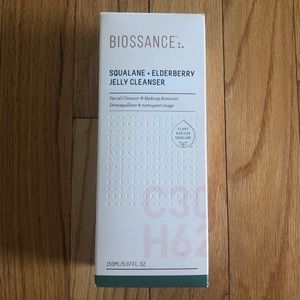 BIOSSANCE
SQUALANE + ELDERBERRY
JELLY CLEANSER
Facial Cleanser & Makeup Remover
Démaquillant & nettoyant visage
PLANT
DERIVED
SQUALANE
C30
H62
150ML/5.07 FL. OZ